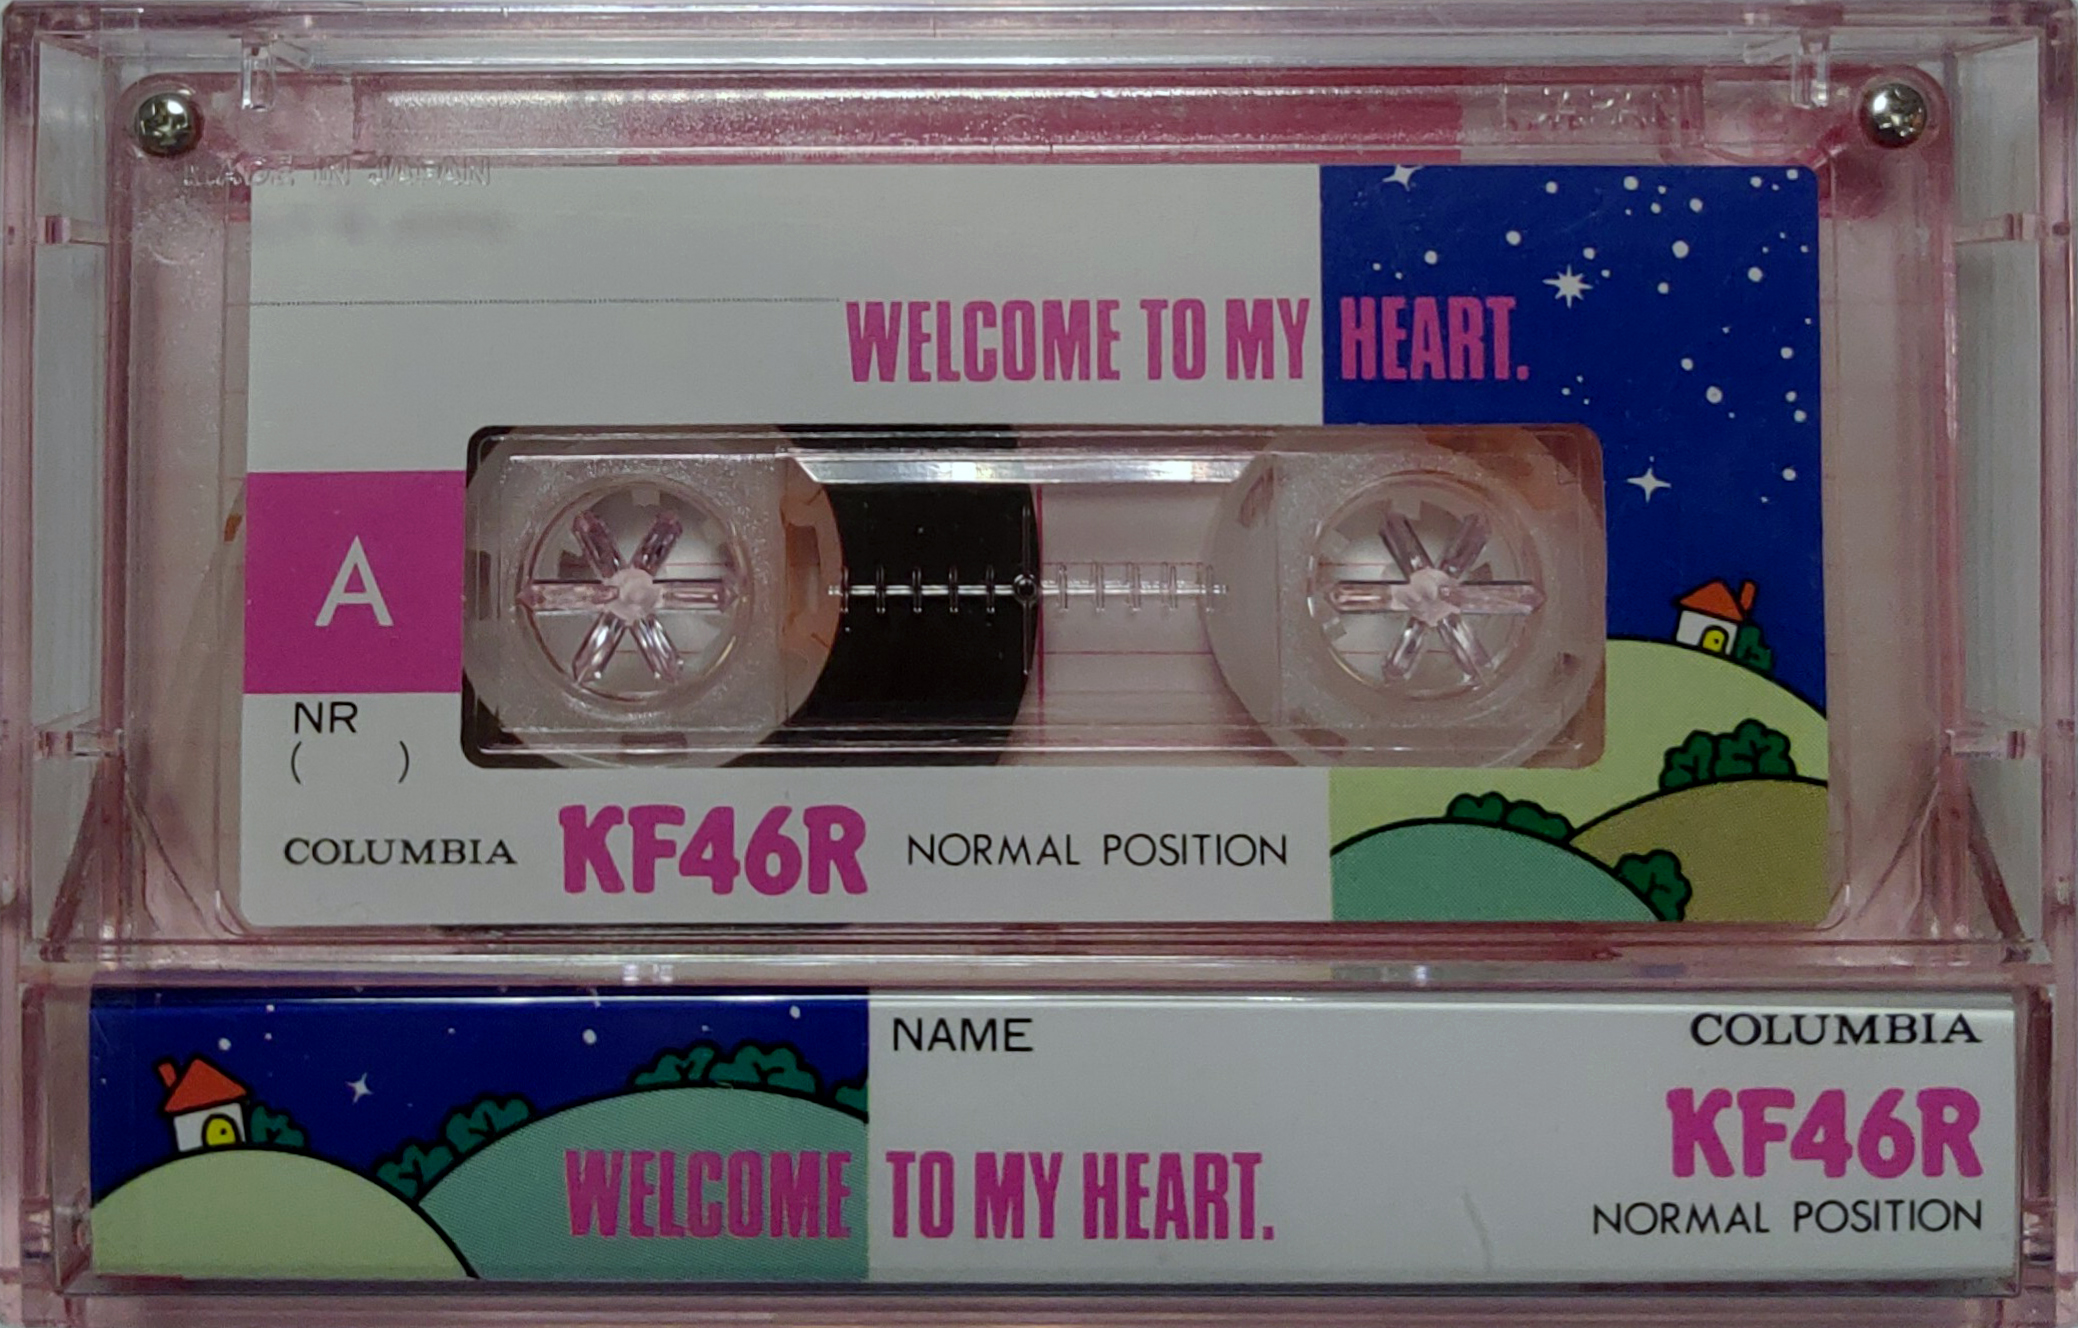 MADE IN JAPAN
WELCOME TO MY HEART.
A
NR
( )
COLUMBIA KF46R NORMAL POSITION
NAME
COLUMBIA
WELCOME TO MY HEART.
KF46R
NORMAL POSITION